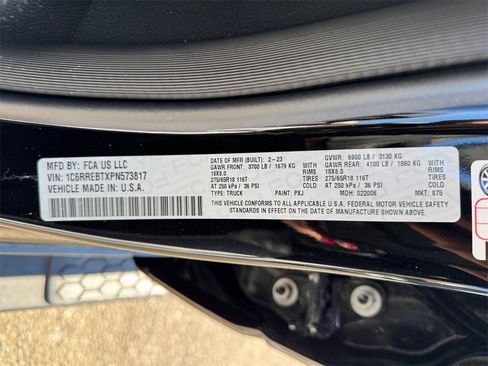 MFD BY: FCA US LLC
VIN: 1C6RREBTXPN573817
VEHICLE MADE IN U.S.A.
DATE OF MFR (BUILT): 2-23
GAWR FRONT: 3700 LB / 1679 KG
WITH RIMS
18X8.0
275/65R18 116T
AT 250 kPa / 36 PSI
TYPE: TRUCK PAINT: PXJ
GVWR: 6900 LB / 3130 KG
GAWR REAR: 4100 LB / 1860 KG
WITH RIMS
18X8.0
275/65R18 116T
AT 250 kPa / 36 PSI
MDH: 022006 MKT: 875
THIS VEHICLE CONFORMS TO ALL APPLICABLE U.S.A. FEDERAL MOTOR VEHICLE
SAFETY STANDARDS IN EFFECT ON THE DATE OF MANUFACTURE SHOWN ABOVE.